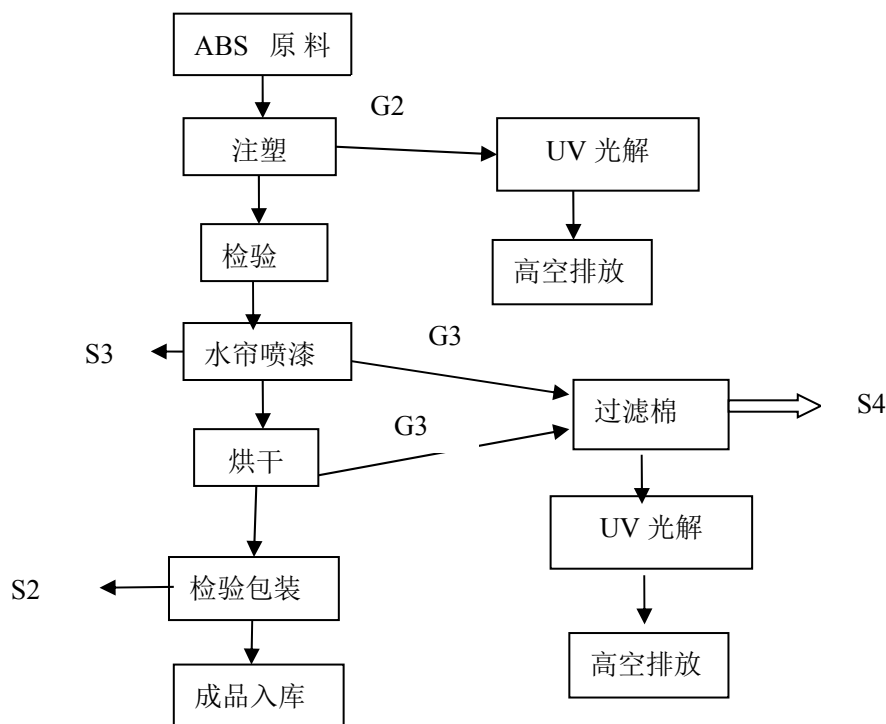 ABS 原料
G2
注塑
UV 光解
检验
高空排放
G3
S3
水帘喷漆
过滤棉
S4
G3
烘干
UV 光解
S2
检验包装
高空排放
成品入库